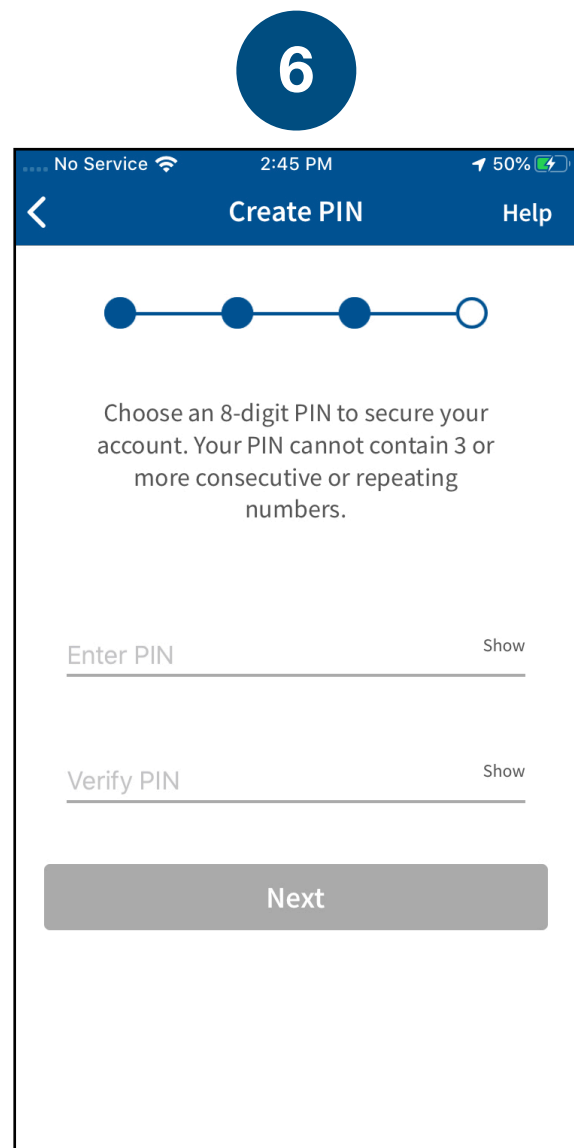 6
No Service 2:45 PM 50%
Create PIN Help
Choose an 8-digit PIN to secure your
account. Your PIN cannot contain 3 or
more consecutive or repeating
numbers.
Enter PIN Show
Verify PIN Show
Next